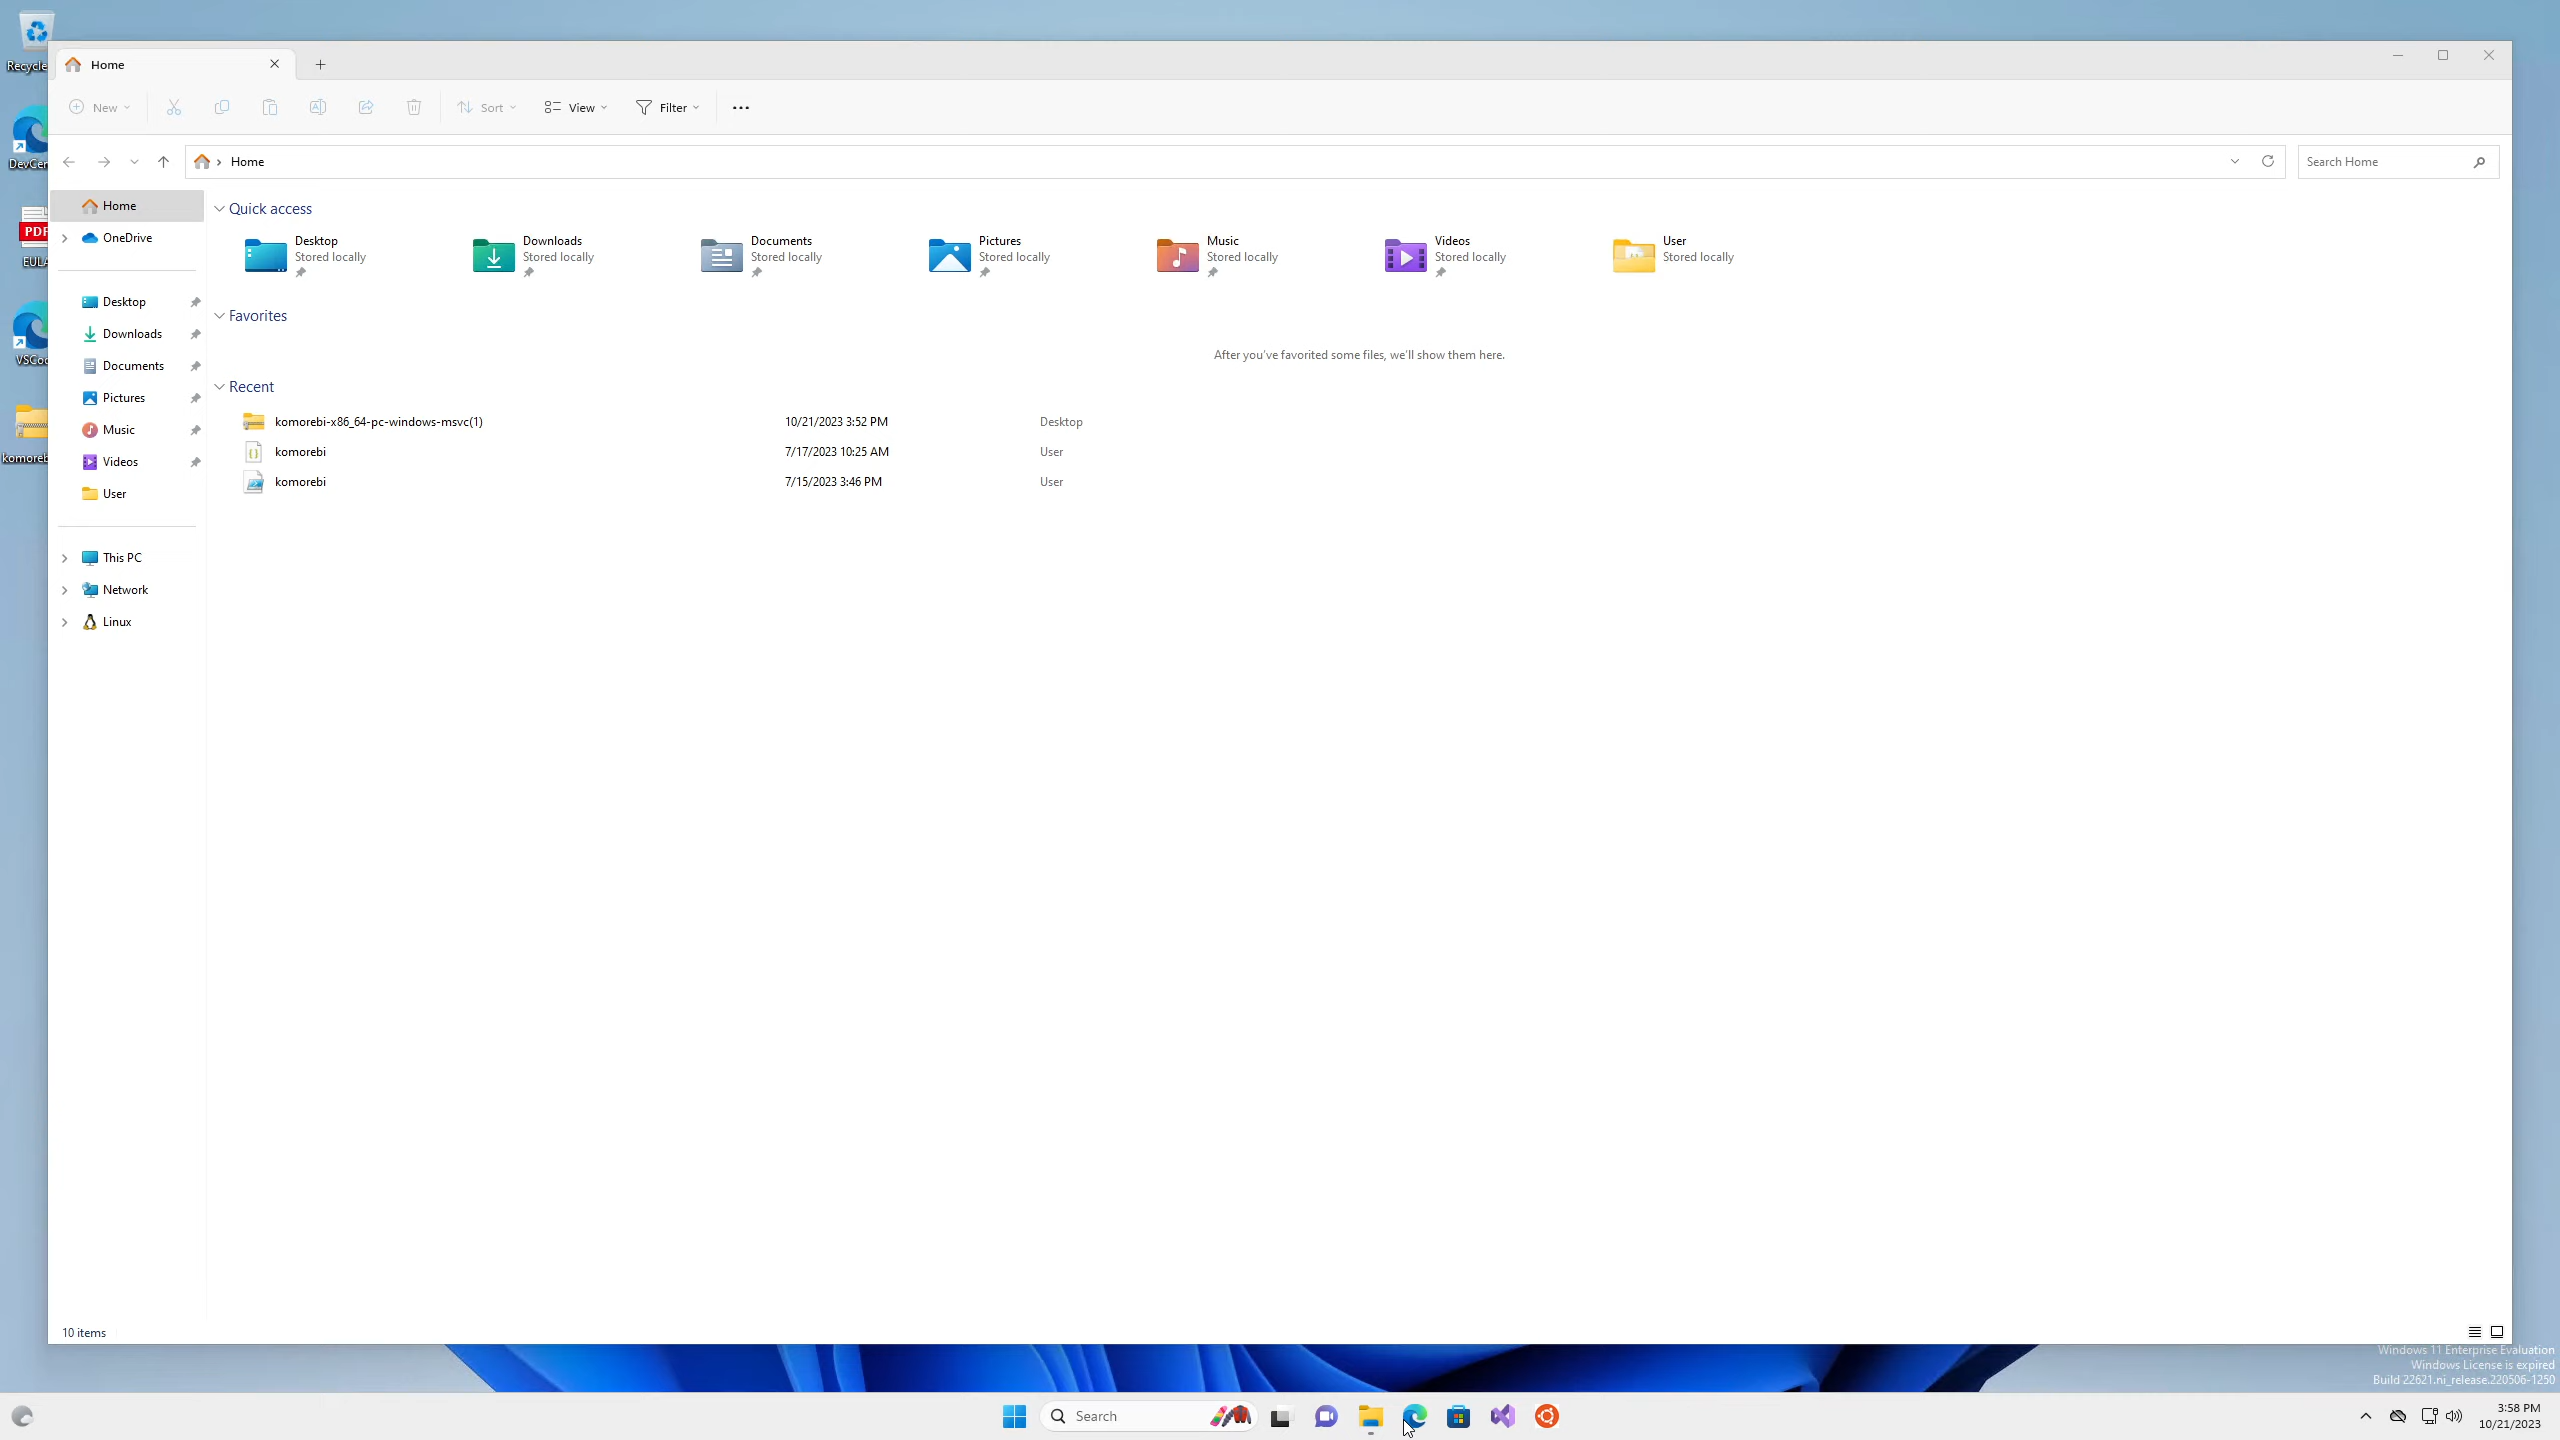 Recycle
Home
New
Sort
View
Filter
Home
Search Home
DevCen
PDF
EULA
VSCod
komoreb
Home
OneDrive
Desktop
Downloads
Documents
Pictures
Music
Videos
User
This PC
Network
Linux
Quick access
Desktop
Stored locally
Downloads
Stored locally
Documents
Stored locally
Pictures
Stored locally
Music
Stored locally
Videos
Stored locally
User
Stored locally
Favorites
After you've favorited some files, we'll show them here.
Recent
komorebi-x86_64-pc-windows-msvc(1) 10/21/2023 3:52 PM Desktop
komorebi 7/17/2023 10:25 AM User
komorebi 7/15/2023 3:46 PM User
10 items
Windows 11 Enterprise Evaluation
Windows License is expired
Build 22621.ni_release.220506-1250
Search
3:58 PM
10/21/2023